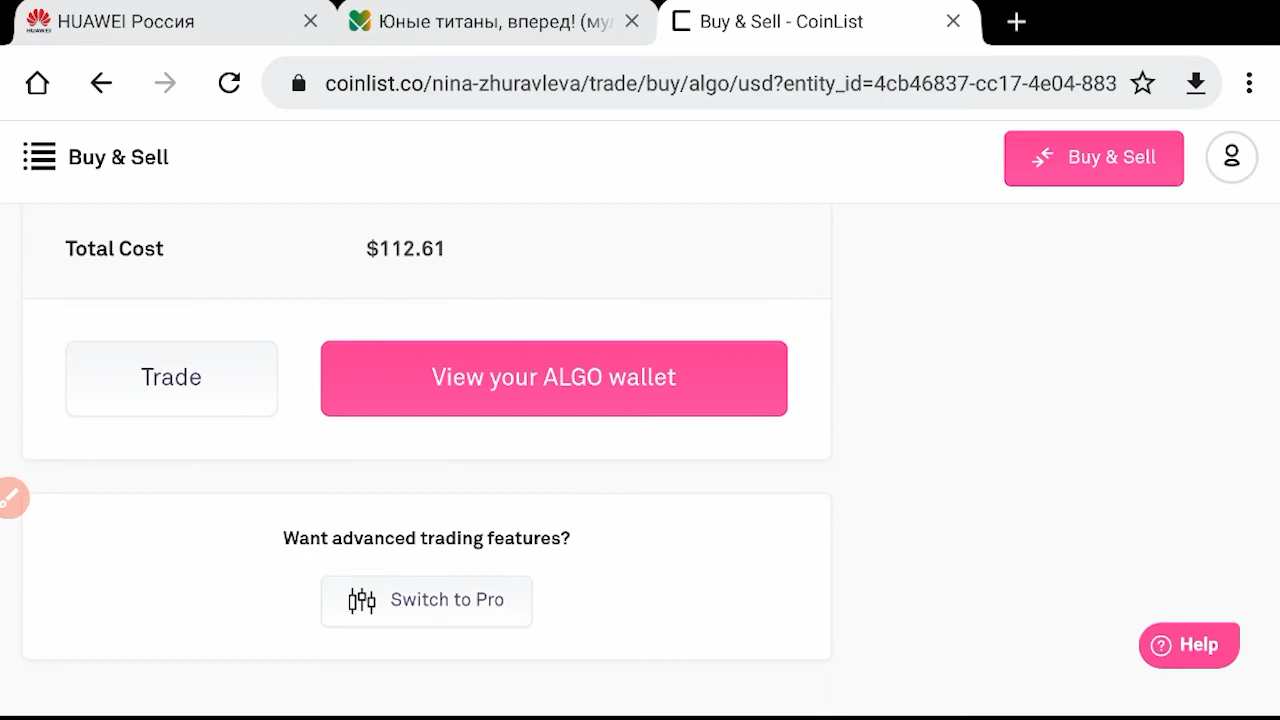 HUAWEI Россия
Юные титаны, вперед! (му
Buy & Sell - CoinList
coinlist.co/nina-zhuravleva/trade/buy/algo/usd?entity_id=4cb46837-cc17-4e04-883
Buy & Sell
Buy & Sell
Total Cost
$112.61
Trade
View your ALGO wallet
Want advanced trading features?
Switch to Pro
Help